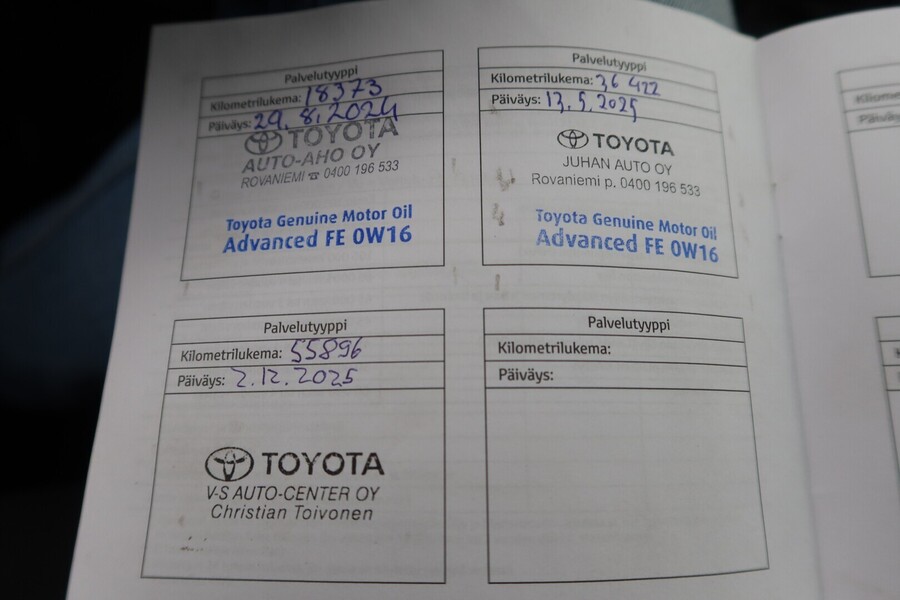 Palvelutyyppi
Kilometrilukema: 18373
Päiväys: 29.8.2024
TOYOTA
AUTO-AHO OY
ROVANIEMI ☎ 0400 196 533
Toyota Genuine Motor Oil
Advanced FE 0W16
Palvelutyyppi
Kilometrilukema: 36 422
Päiväys: 13.5.2025
TOYOTA
JUHAN AUTO OY
Rovaniemi p. 0400 196 533
Toyota Genuine Motor Oil
Advanced FE 0W16
Palvelutyyppi
Kilometrilukema: 55896
Päiväys: 2.12.2025
TOYOTA
V-S AUTO-CENTER OY
Christian Toivonen
Palvelutyyppi
Kilometrilukema:
Päiväys: